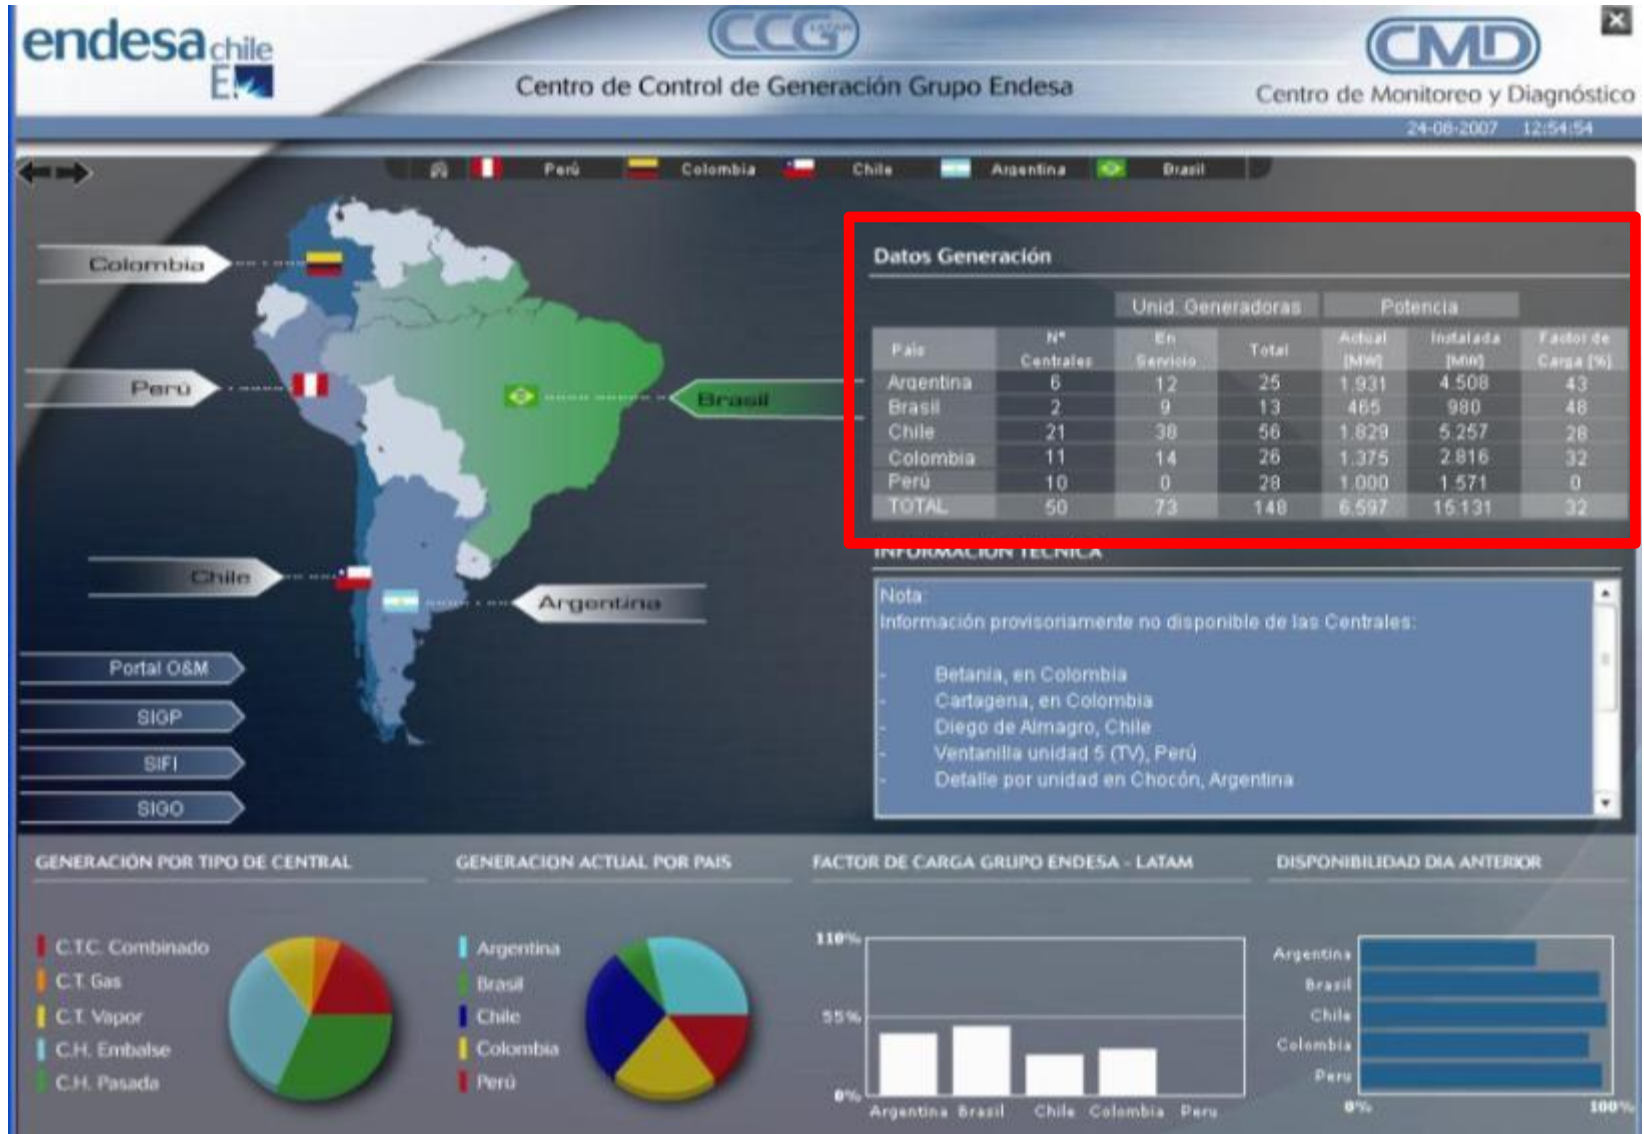 endesa chile
CCG LATAM
CMD
Centro de Control de Generación Grupo Endesa
Centro de Monitoreo y Diagnóstico
24-08-2007 12:54:54
Perú Colombia Chile Argentina Brasil
Colombia
Perú
Brasil
Chile
Argentina
Portal O&M
SIGP
SIFI
SIGO
Datos Generación
Unid. Generadoras Potencia
País N° Centrales En Servicio Total Actual [MW] Instalada [MW] Factor de Carga [%]
Argentina 6 12 25 1.931 4.508 43
Brasil 2 9 13 465 980 48
Chile 21 38 56 1.829 5.257 28
Colombia 11 14 26 1.375 2.816 32
Perú 10 0 28 1.000 1.571 0
TOTAL 50 73 148 6.597 15.131 32
INFORMACIÓN TÉCNICA
Nota:
Información provisoriamente no disponible de las Centrales:
- Betania, en Colombia
- Cartagena, en Colombia
- Diego de Almagro, Chile
- Ventanilla unidad 5 (TV), Perú
- Detalle por unidad en Chocón, Argentina
GENERACIÓN POR TIPO DE CENTRAL
C.T.C. Combinado
C.T. Gas
C.T. Vapor
C.H. Embalse
C.H. Pasada
GENERACION ACTUAL POR PAIS
Argentina
Brasil
Chile
Colombia
Perú
FACTOR DE CARGA GRUPO ENDESA - LATAM
110%
55%
0%
Argentina Brasil Chile Colombia Peru
DISPONIBILIDAD DIA ANTERIOR
Argentina
Brasil
Chile
Colombia
Peru
0% 100%